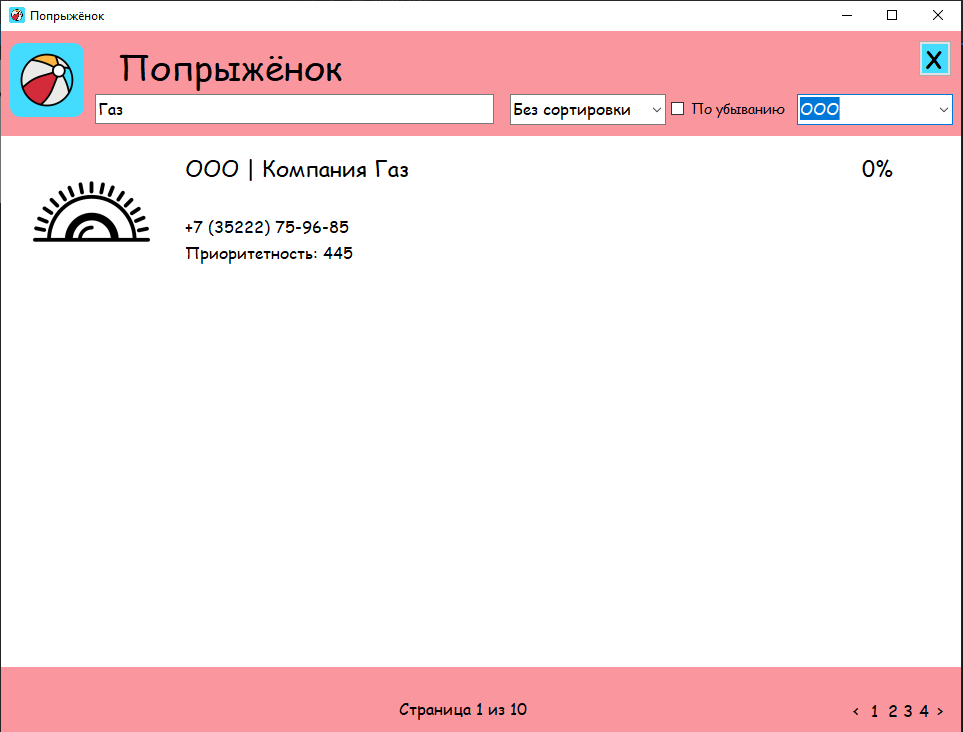 Попрыжёнок
Попрыжёнок
X
Газ
Без сортировки
По убыванию
ООО
ООО | Компания Газ
0%
+7 (35222) 75-96-85
Приоритетность: 445
Страница 1 из 10
< 1 2 3 4 >